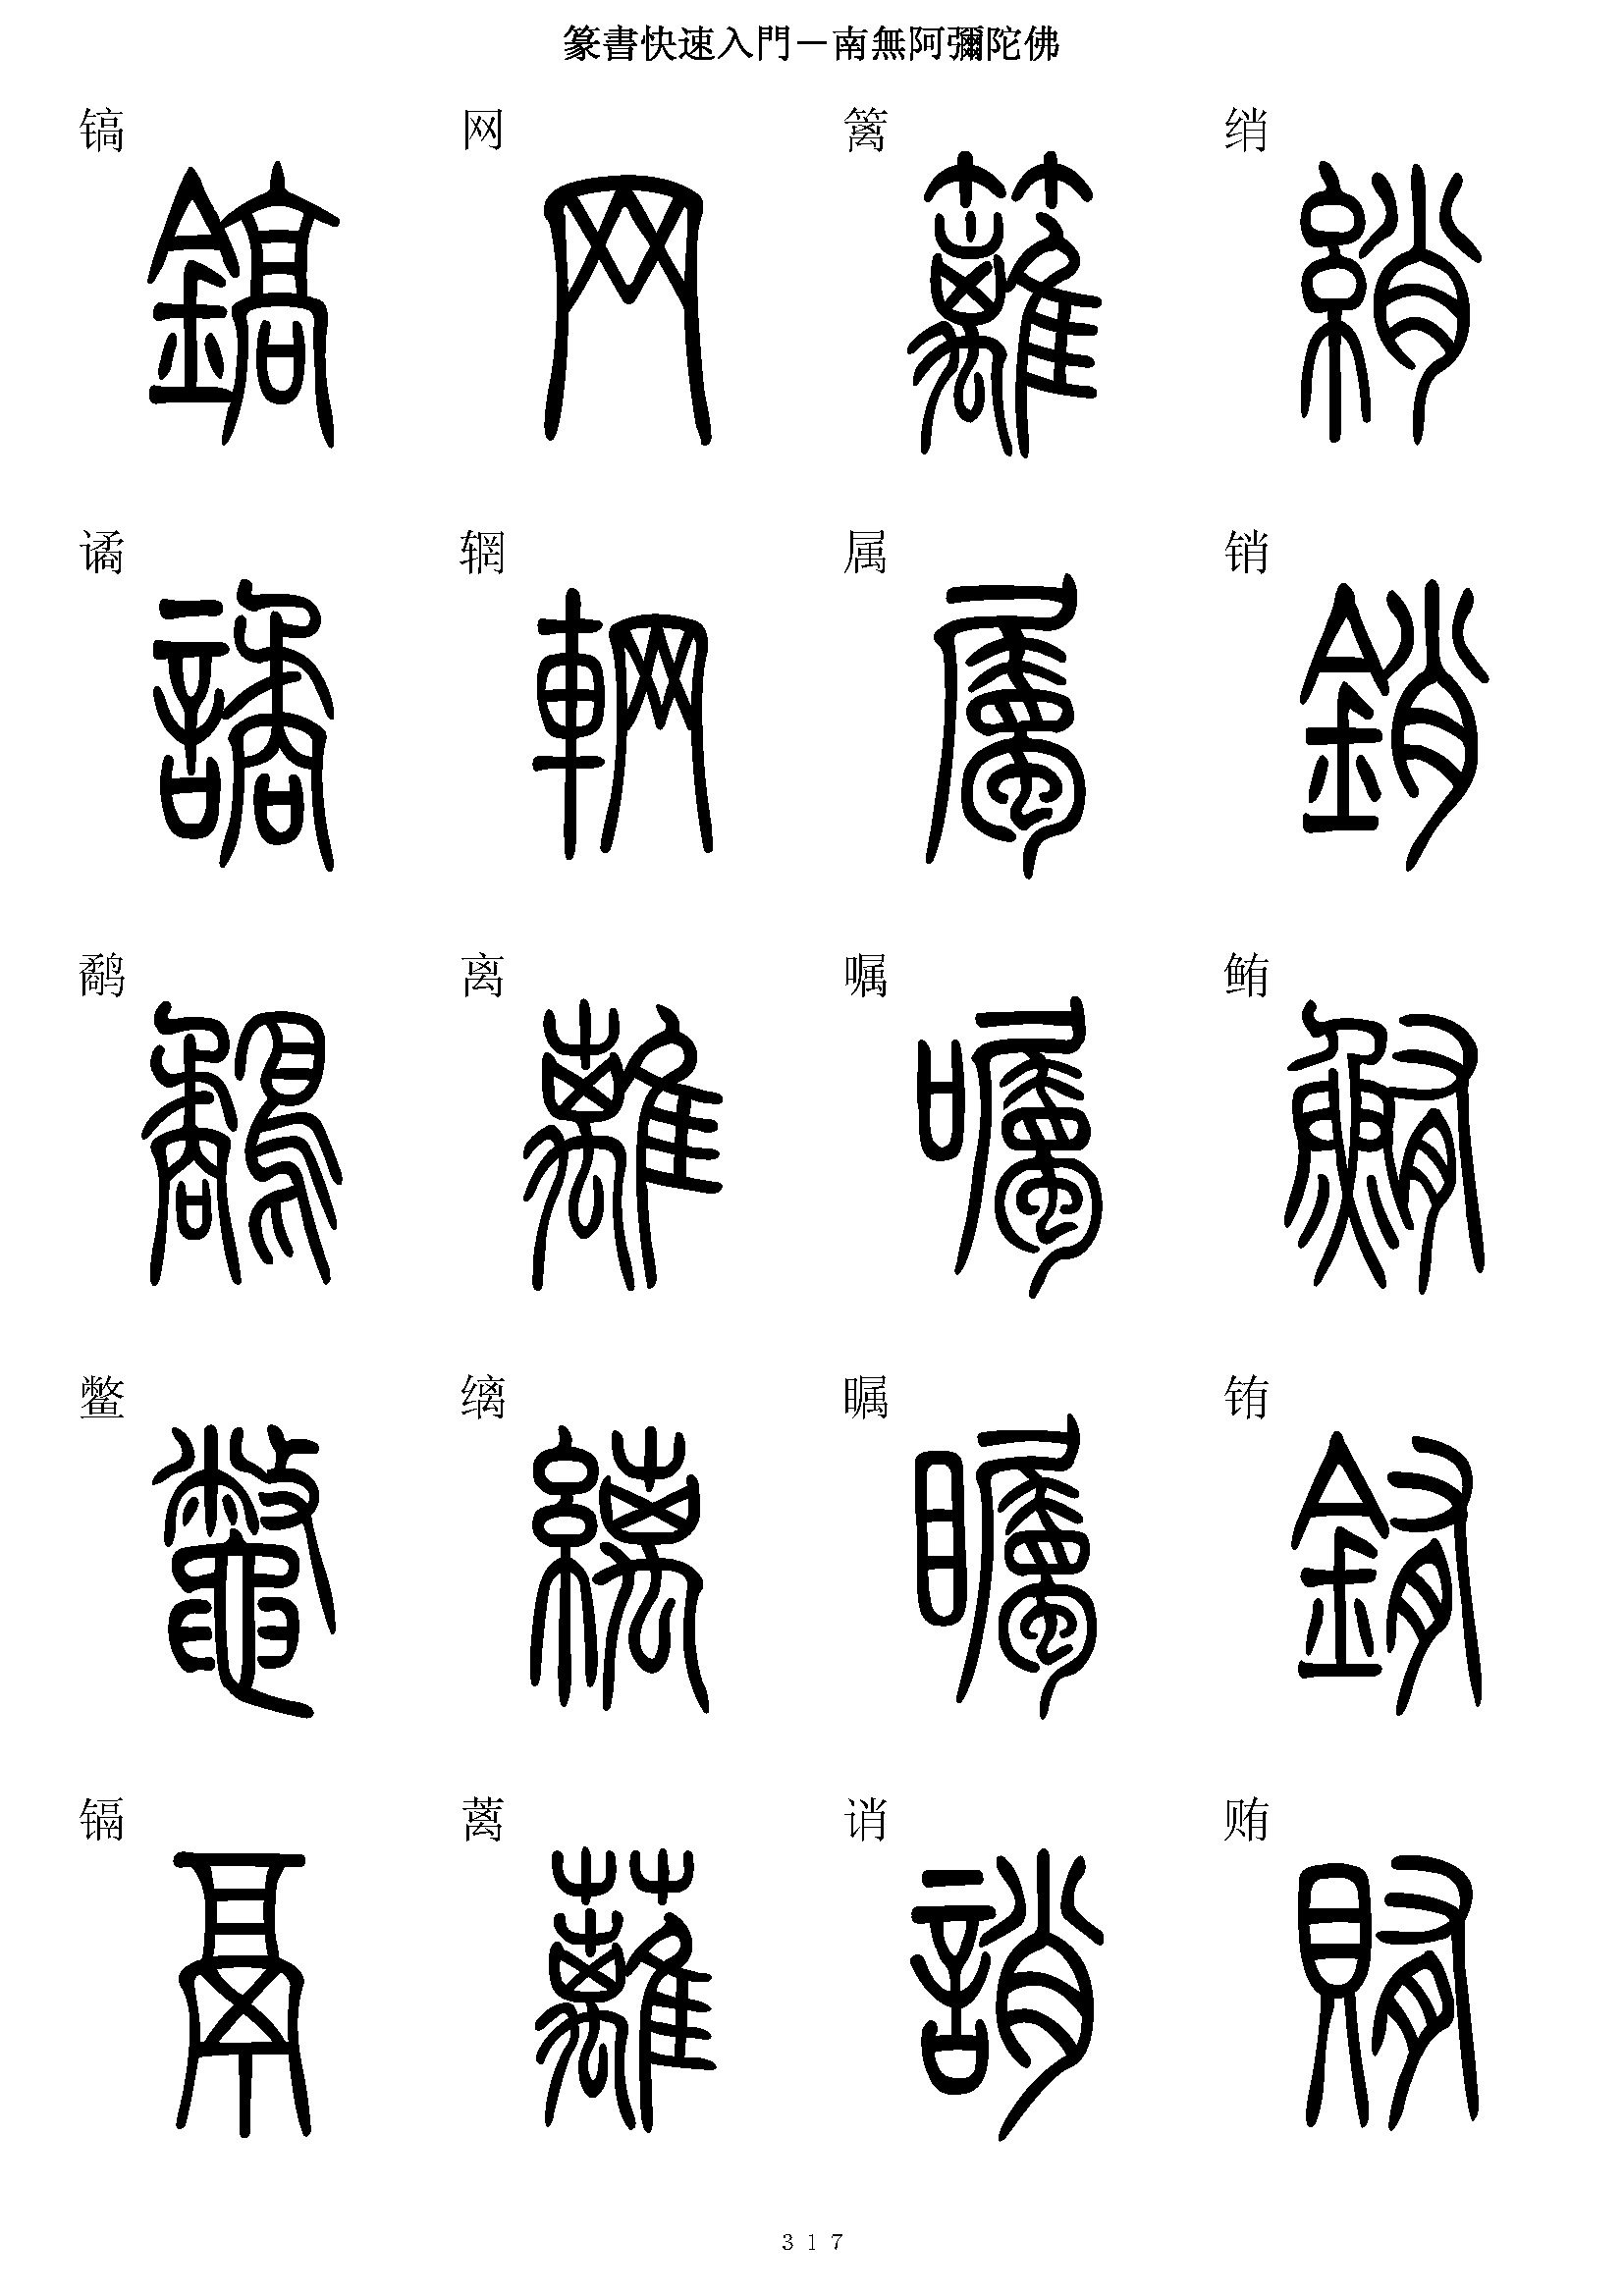 篆書快速入門－南無阿彌陀佛
镐 网 篱 绡
谲 辋 属 销
鹬 离 嘱 鲔
鳖 缡 瞩 铕
镉 蓠 诮 贿
317